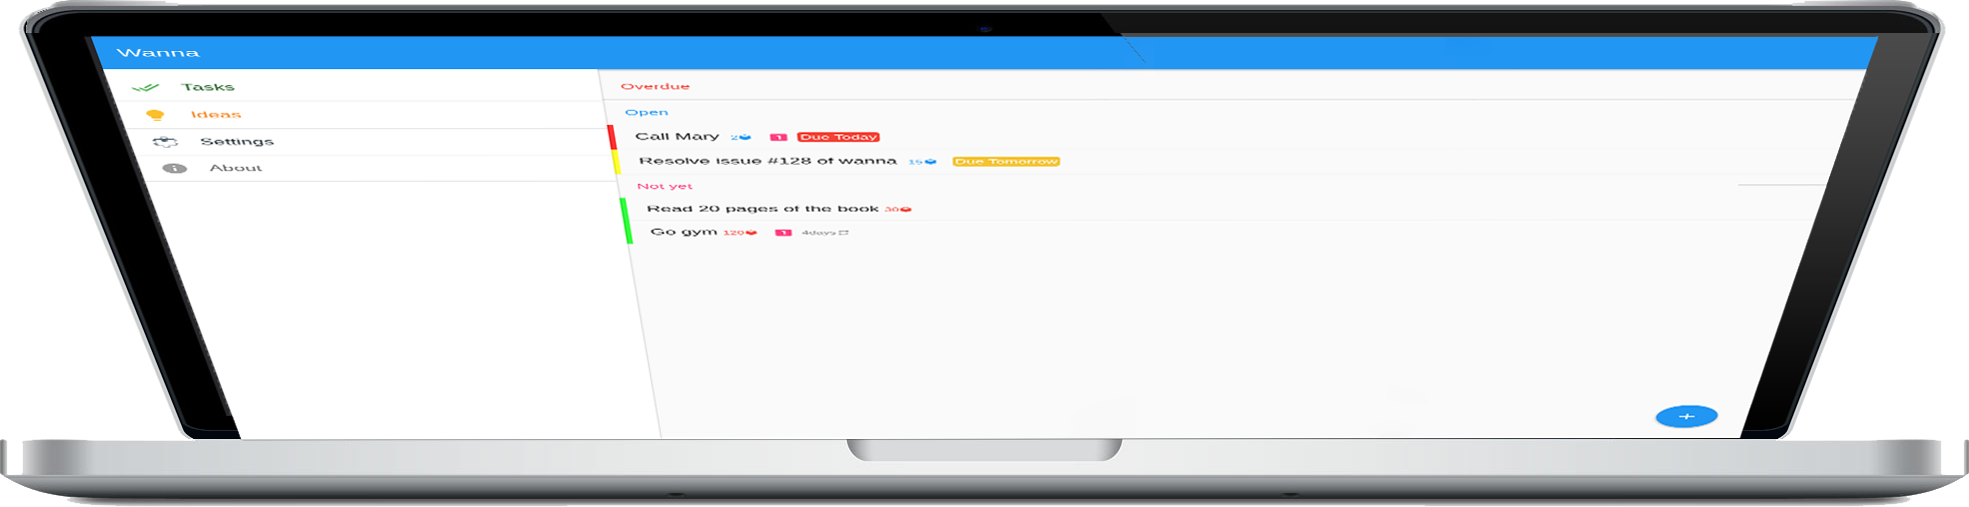 Wanna
Tasks
Ideas
Settings
About
Overdue
Open
Call Mary 2 1 Due Today
Resolve issue #128 of wanna 15 Due Tomorrow
Not yet
Read 20 pages of the book 30
Go gym 120 1 4days